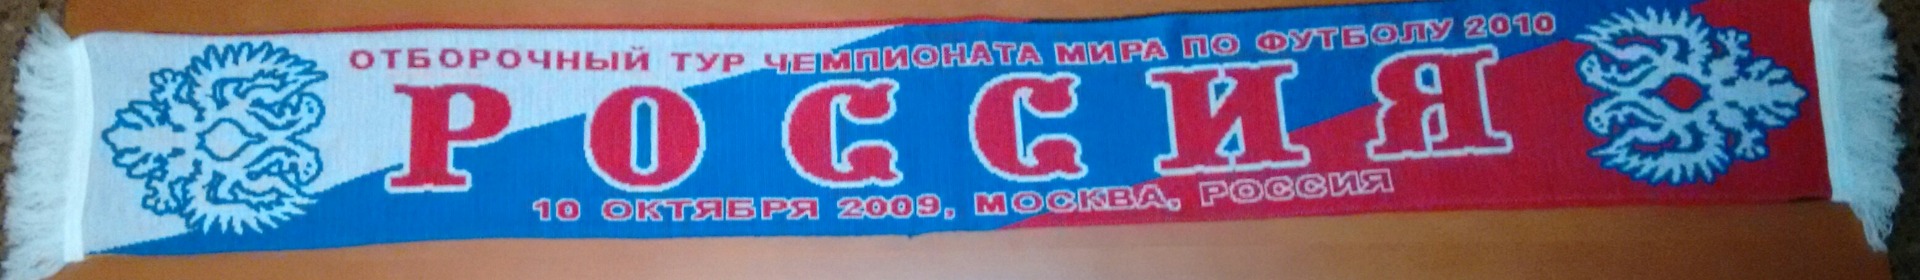 ОТБОРОЧНЫЙ ТУР ЧЕМПИОНАТА МИРА ПО ФУТБОЛУ 2010
РОССИЯ
10 ОКТЯБРЯ 2009, МОСКВА, РОССИЯ